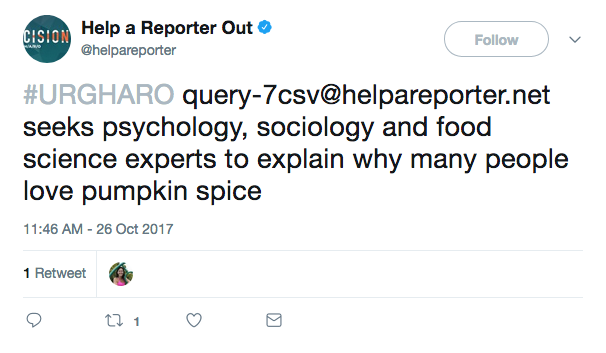 CISION
Help a Reporter Out
@helpareporter
Follow
#URGHARO query-7csv@helpareporter.net
seeks psychology, sociology and food
science experts to explain why many people
love pumpkin spice
11:46 AM - 26 Oct 2017
1 Retweet
1